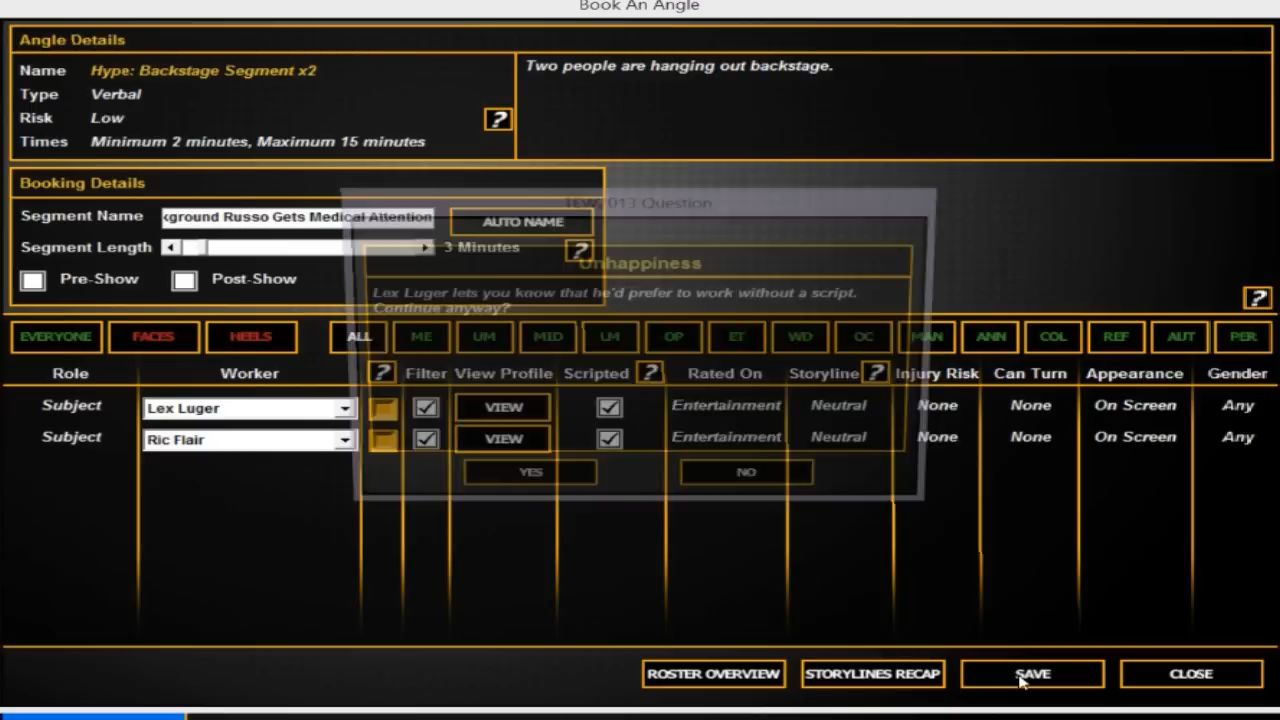 Book An Angle
Angle Details
Name Hype: Backstage Segment x2
Type Verbal
Risk Low
Times Minimum 2 minutes, Maximum 15 minutes
?
Two people are hanging out backstage.
Booking Details
Segment Name kground Russo Gets Medical Attention AUTO NAME
Segment Length 3 Minutes ?
Pre-Show Post-Show
?
TEW2013 Question
Unhappiness
Lex Luger lets you know that he'd prefer to work without a script.
Continue anyway?
EVERYONE FACES HEELS ALL ME UM MID LM OP ET WD OC MAN ANN COL REF AUT PER
Role Worker ? Filter View Profile Scripted ? Rated On Storyline ? Injury Risk Can Turn Appearance Gender
Subject Lex Luger VIEW Entertainment Neutral None None On Screen Any
Subject Ric Flair VIEW Entertainment Neutral None None On Screen Any
YES NO
ROSTER OVERVIEW STORYLINES RECAP SAVE CLOSE